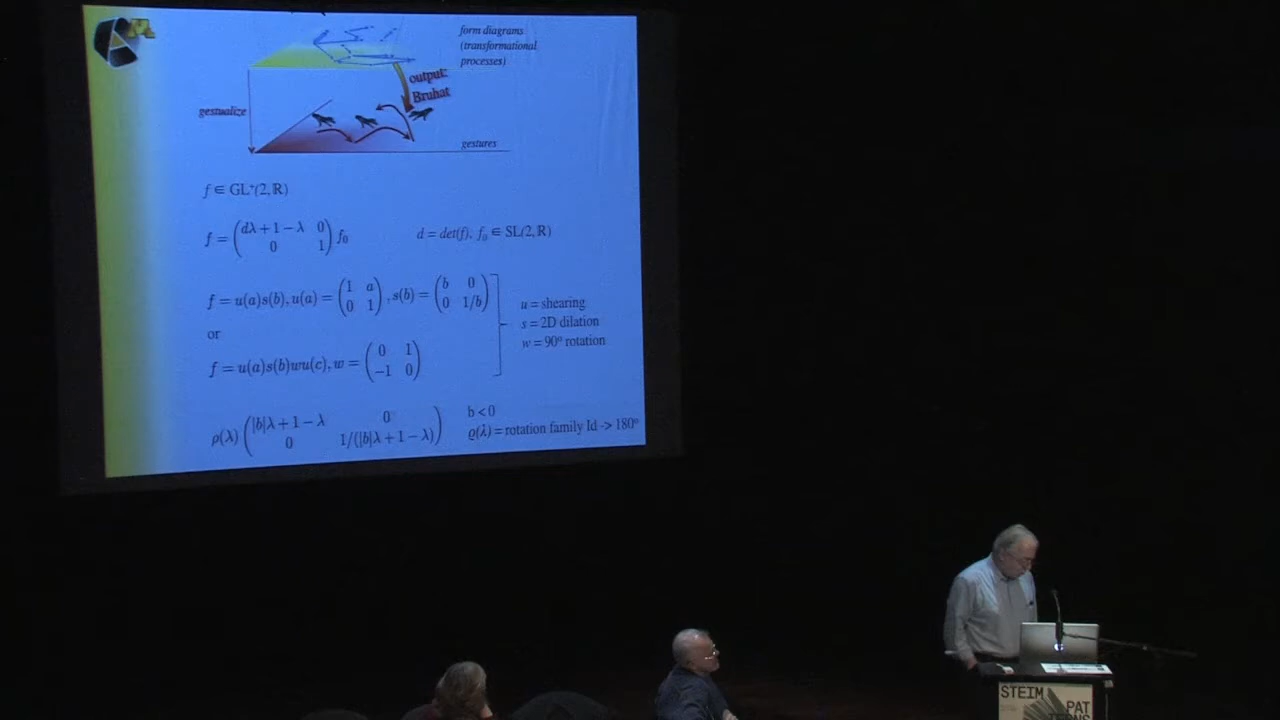 form diagrams
(transformational
processes)
output:
Bruhat
gestualize
gestures
f ∈ GL⁺(2, ℝ)
f = (dλ + 1 − λ 0
0 1) f₀ d = det(f), f₀ ∈ SL(2, ℝ)
f = u(a)s(b), u(a) = (1 a
0 1), s(b) = (b 0
0 1/b)
u = shearing
s = 2D dilation
w = 90° rotation
or
f = u(a)s(b)wu(c), w = (0 1
−1 0)
ρ(λ) (|b|λ + 1 − λ 0
0 1/(|b|λ + 1 − λ))
b < 0
ϱ(λ) = rotation family Id -> 180°
STEIM
PAT